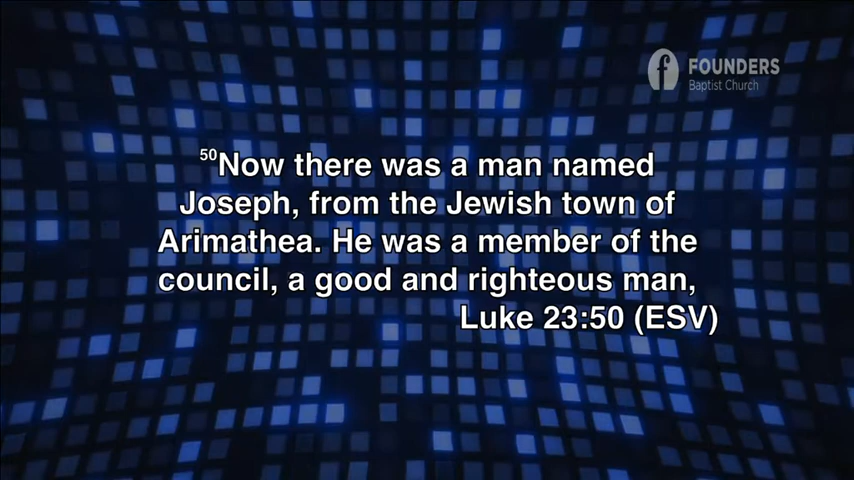 FOUNDERS
Baptist Church
50Now there was a man named
Joseph, from the Jewish town of
Arimathea. He was a member of the
council, a good and righteous man,
Luke 23:50 (ESV)